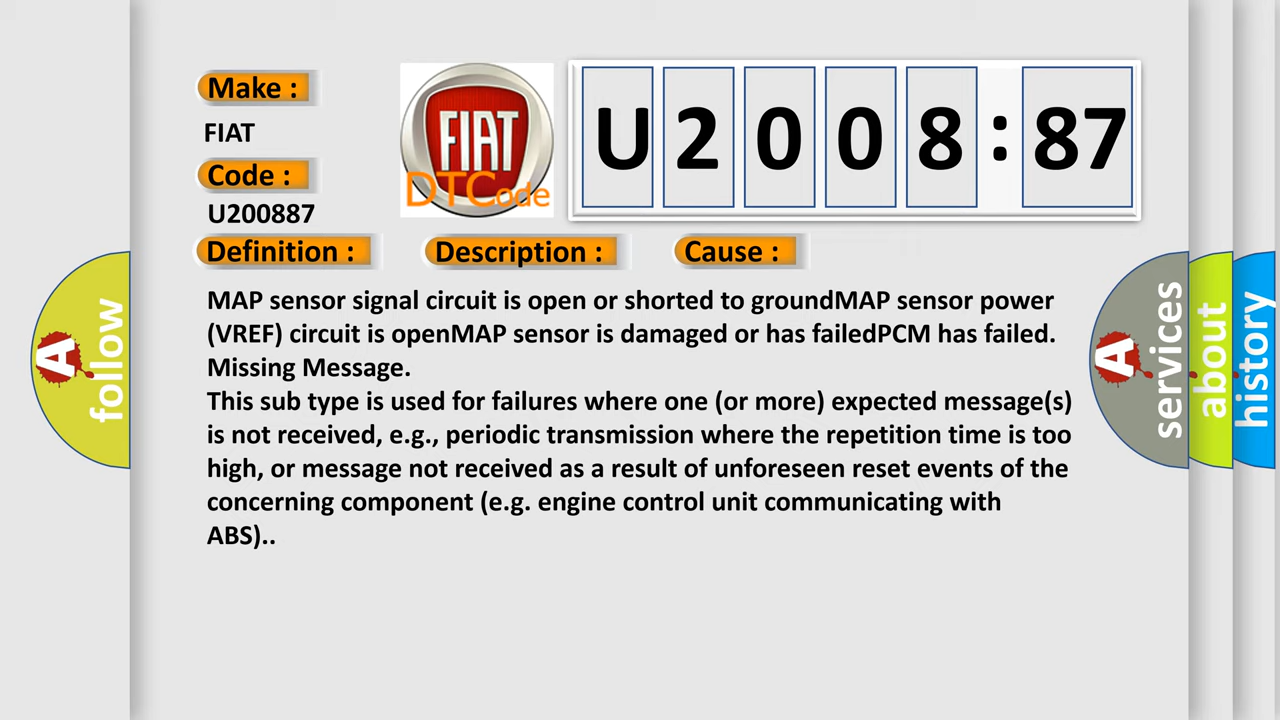 Make :
FIAT
Code :
U200887
FIAT
DTCode
U2008:87
Definition :
Description :
Cause :
MAP sensor signal circuit is open or shorted to groundMAP sensor power
(VREF) circuit is openMAP sensor is damaged or has failedPCM has failed.
Missing Message.
This sub type is used for failures where one (or more) expected message(s)
is not received, e.g., periodic transmission where the repetition time is too
high, or message not received as a result of unforeseen reset events of the
concerning component (e.g. engine control unit communicating with
ABS)..
A
follow
A
services
about
history